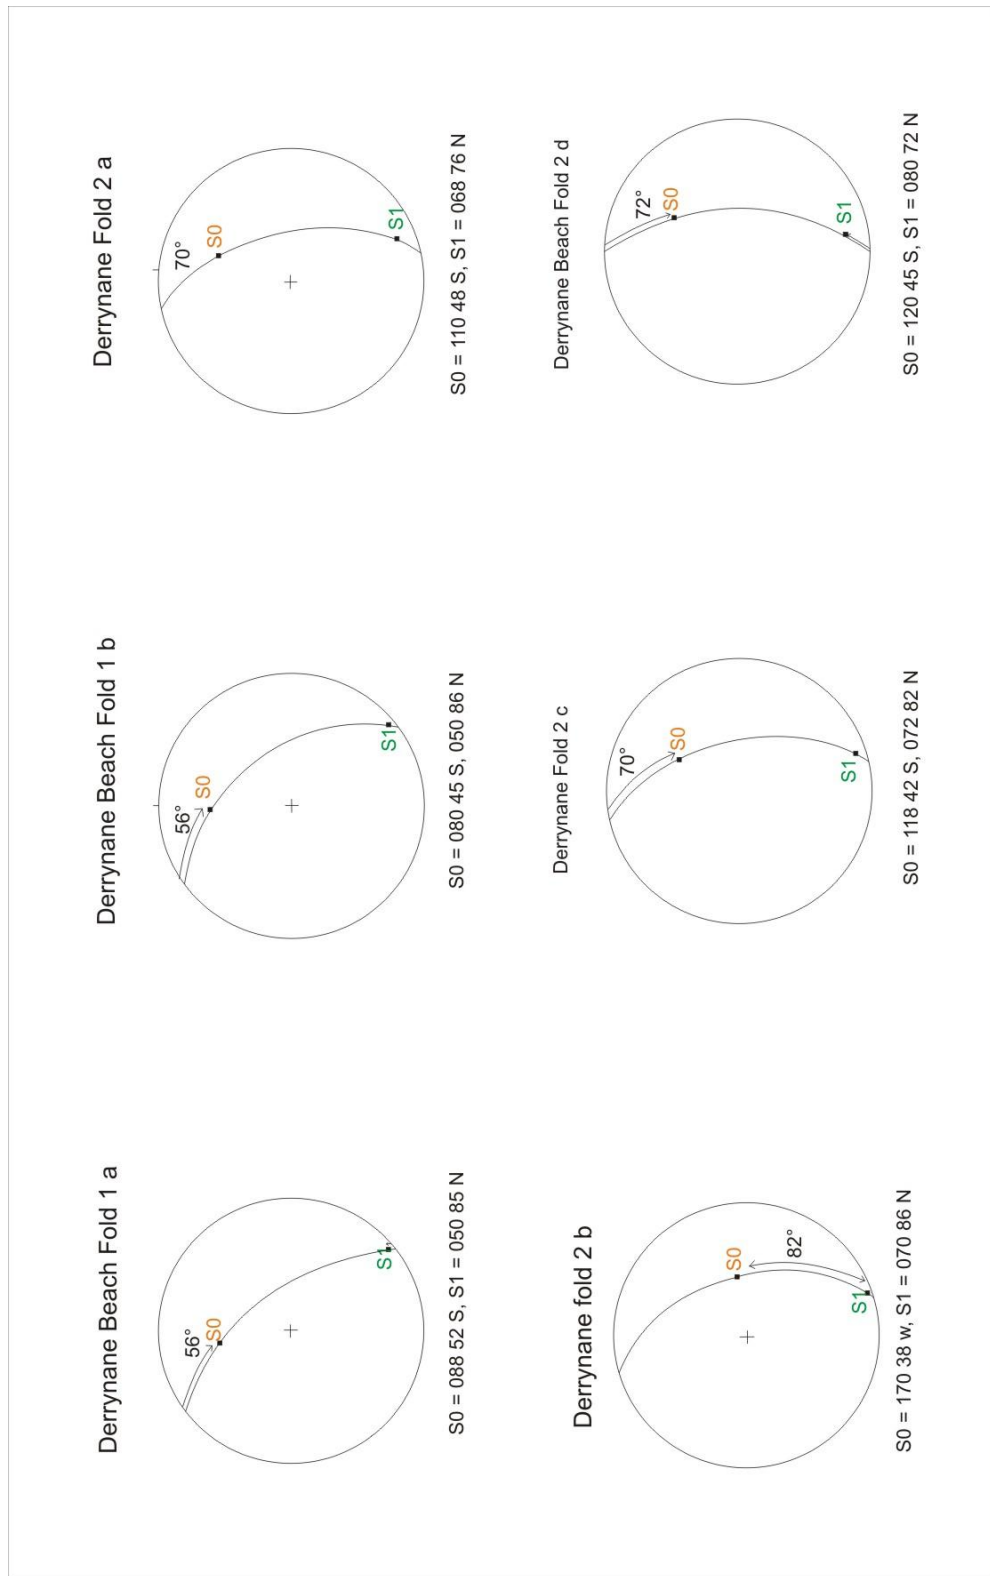 Derrynane Beach Fold 1 a
56°
S0
S1
S0 = 088 52 S, S1 = 050 85 N
Derrynane Beach Fold 1 b
56°
S0
S1
S0 = 080 45 S, 050 86 N
Derrynane Fold 2 a
70°
S0
S1
S0 = 110 48 S, S1 = 068 76 N
Derrynane fold 2 b
S0
82°
S1
S0 = 170 38 w, S1 = 070 86 N
Derrynane Fold 2 c
70°
S0
S1
S0 = 118 42 S, 072 82 N
Derrynane Beach Fold 2 d
72°
S0
S1
S0 = 120 45 S, S1 = 080 72 N